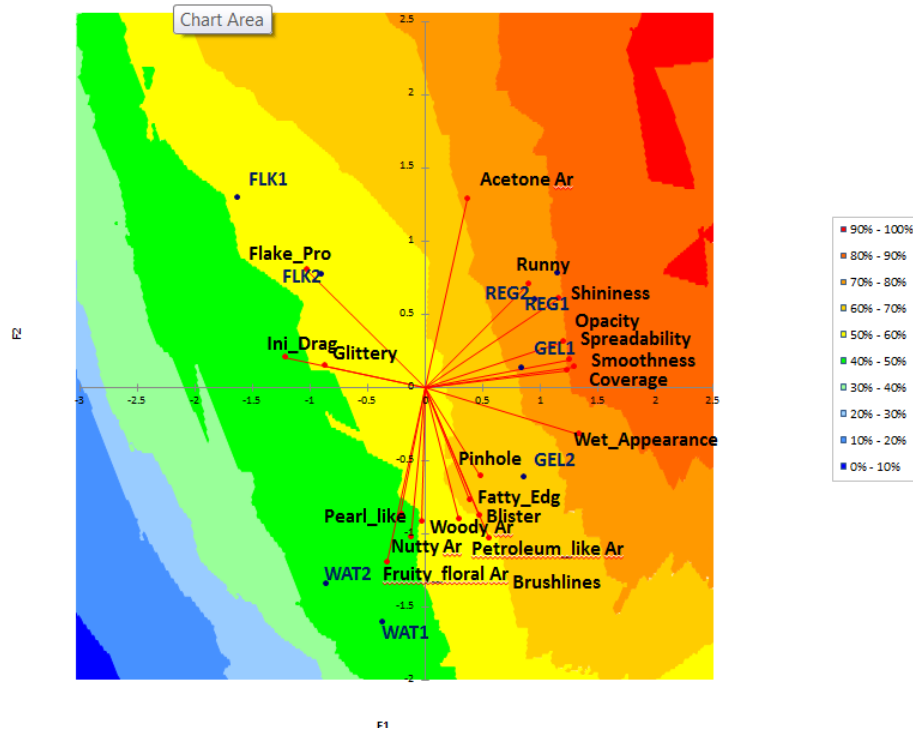 Chart Area
2.5
2
1.5
1
0.5
0
-0.5
-1
-1.5
-2
-3
-2.5
-2
-1.5
-1
-0.5
0
0.5
1
1.5
2
2.5
F2
F1
FLK1
Acetone Ar
Flake_Pro
FLK2
Runny
REG2
REG1
Shininess
Opacity
Ini_Drag
Glittery
GEL1
Spreadability
Smoothness
Coverage
Wet_Appearance
Pinhole
GEL2
Fatty_Edg
Pearl_like
Blister
Woody Ar
Nutty Ar
Petroleum_like Ar
WAT2
Fruity_floral Ar
Brushlines
WAT1
90% - 100%
80% - 90%
70% - 80%
60% - 70%
50% - 60%
40% - 50%
30% - 40%
20% - 30%
10% - 20%
0% - 10%